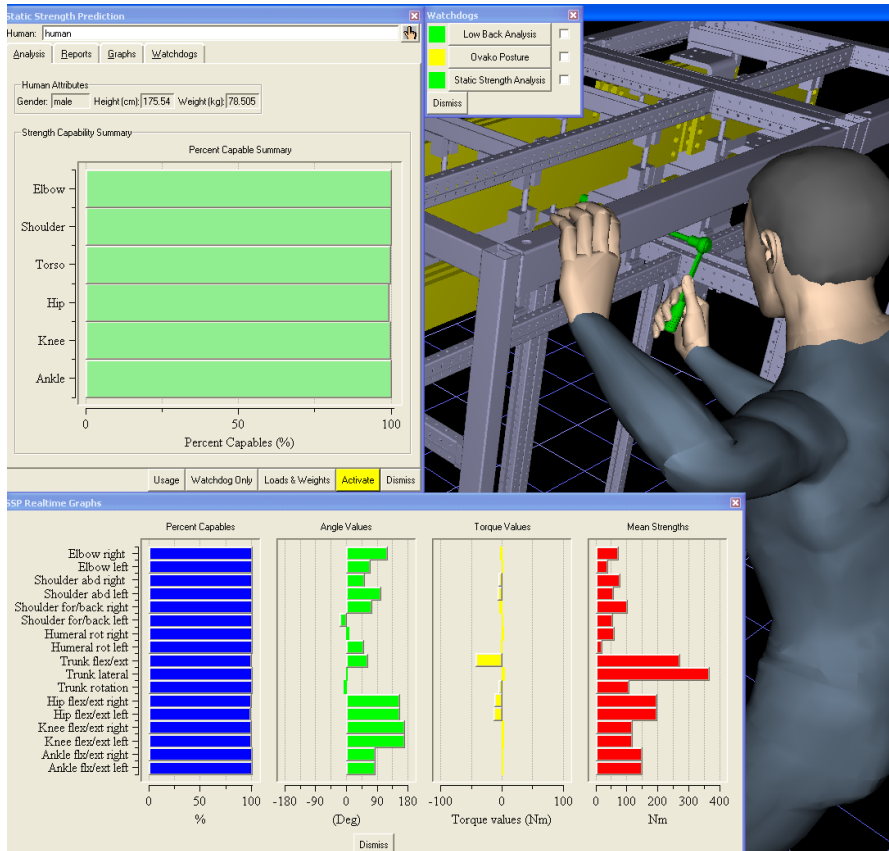 Static Strength Prediction
Human: human
Analysis Reports Graphs Watchdogs
Human Attributes
Gender: male Height(cm): 175.54 Weight(kg): 78.505
Strength Capability Summary
Percent Capable Summary
Elbow
Shoulder
Torso
Hip
Knee
Ankle
0 50 100
Percent Capables (%)
Usage Watchdog Only Loads & Weights Activate Dismiss
Watchdogs
Low Back Analysis
Ovako Posture
Static Strength Analysis
Dismiss
SSP Realtime Graphs
Percent Capables Angle Values Torque Values Mean Strengths
Elbow right
Elbow left
Shoulder abd right
Shoulder abd left
Shoulder for/back right
Shoulder for/back left
Humeral rot right
Humeral rot left
Trunk flex/ext
Trunk lateral
Trunk rotation
Hip flex/ext right
Hip flex/ext left
Knee flex/ext right
Knee flex/ext left
Ankle flx/ext right
Ankle flx/ext left
0 50 100 -180 -90 0 90 180 -100 0 100 0 100 200 300 400
% (Deg) Torque values (Nm) Nm
Dismiss